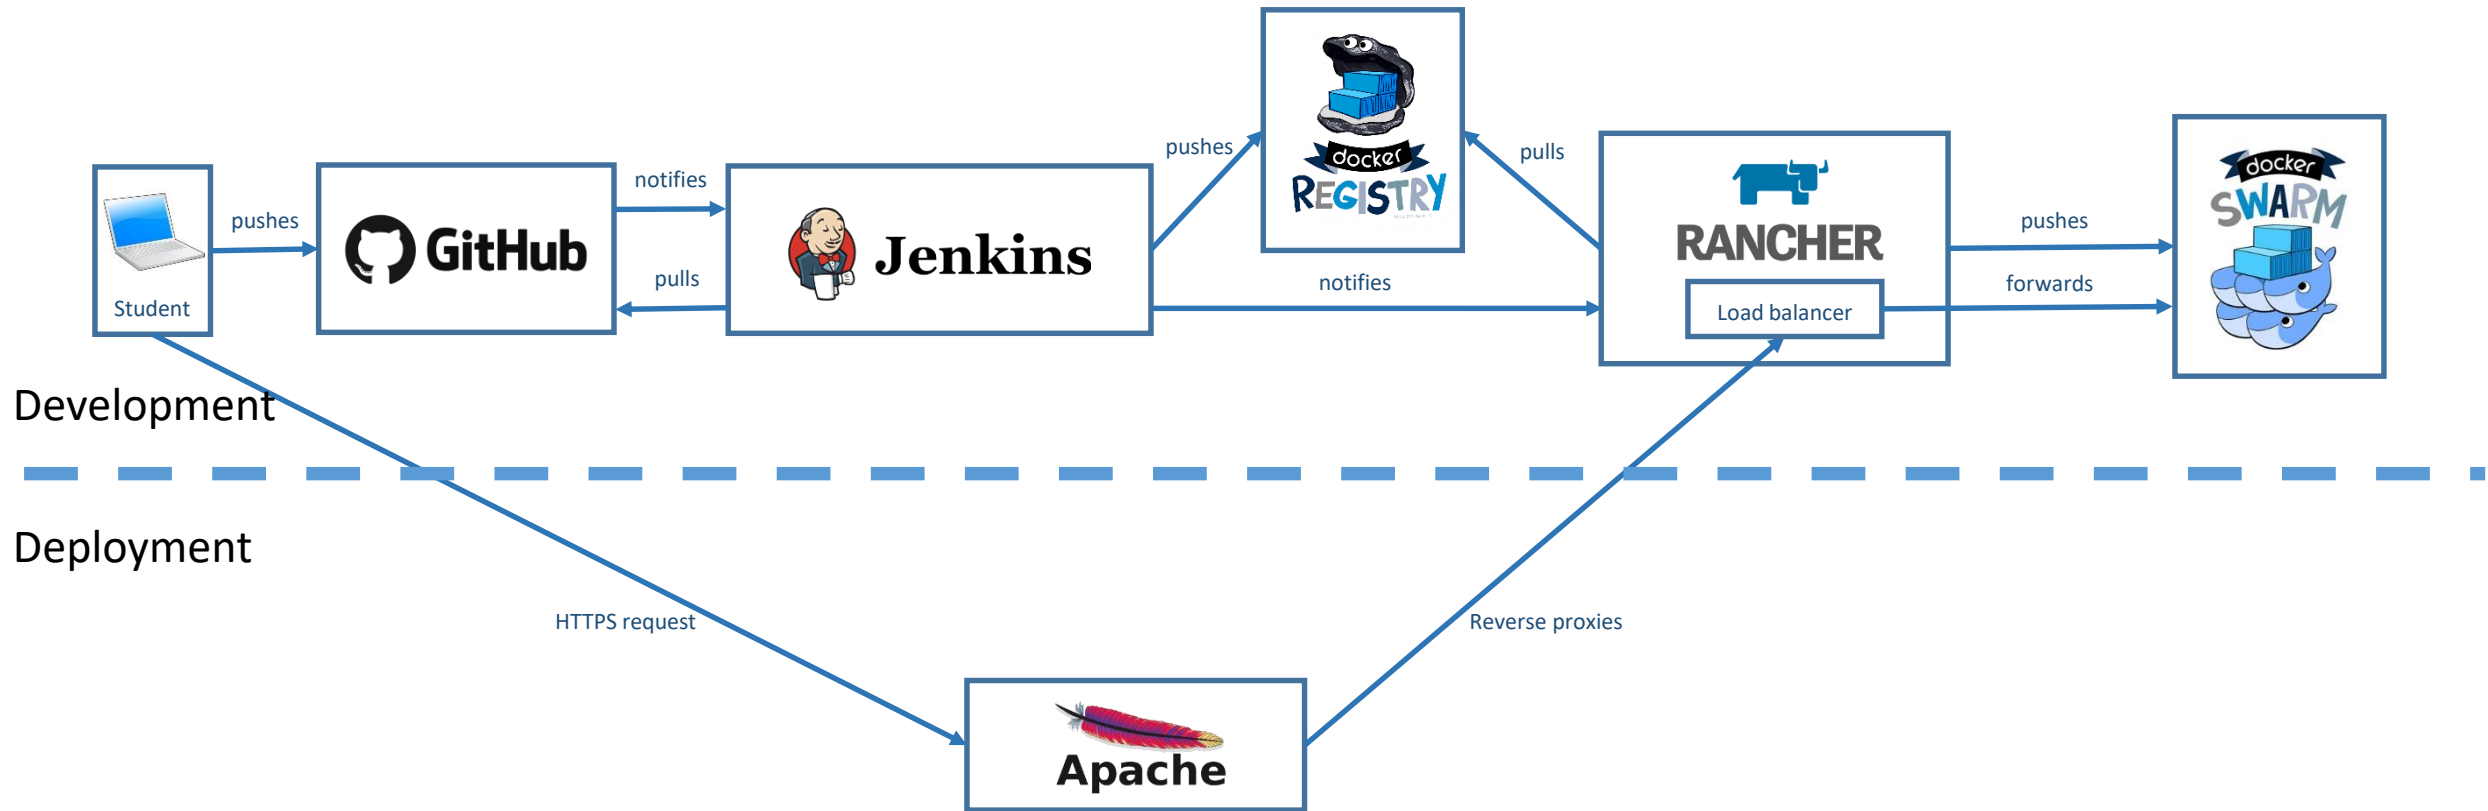 docker
REGISTRY
pushes
pulls
docker
SWARM
notifies
pushes
GitHub
Jenkins
RANCHER
pushes
pulls
notifies
forwards
Student
Load balancer
Development
Deployment
HTTPS request
Reverse proxies
Apache